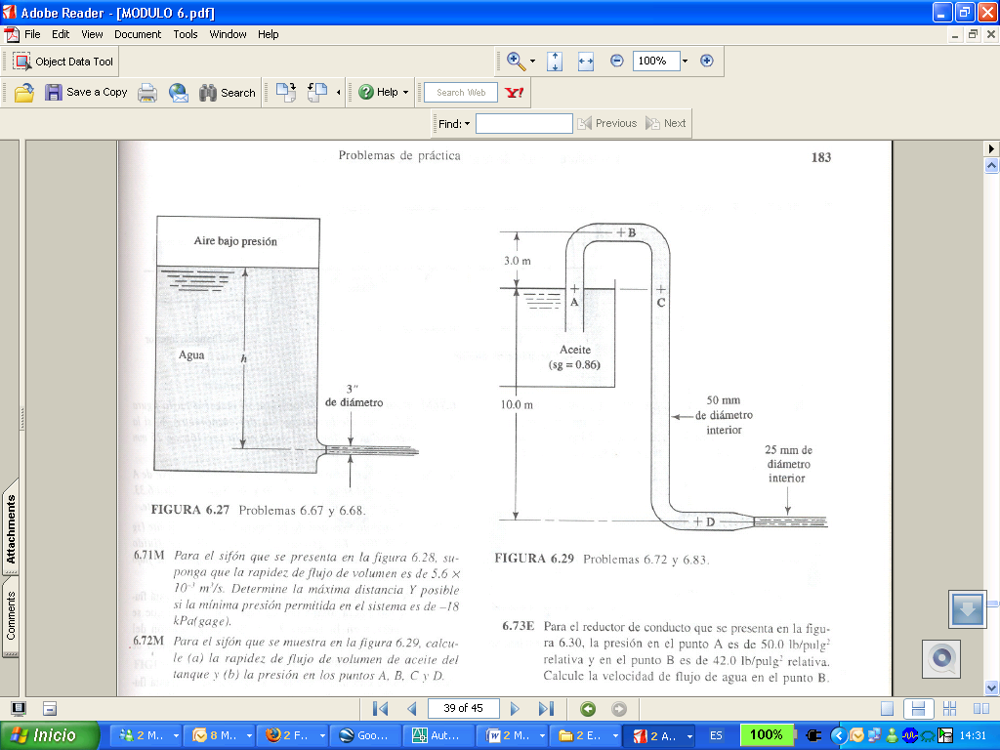 Adobe Reader - [MODULO 6.pdf]
File Edit View Document Tools Window Help
Object Data Tool
100%
Save a Copy
Search
Help
Search Web
Y!
Find:
Previous
Next
Attachments
Comments
Problemas de práctica
183
Aire bajo presión
Agua
h
3"
de diámetro
FIGURA 6.27 Problemas 6.67 y 6.68.
6.71M Para el sifón que se presenta en la figura 6.28, su-
ponga que la rapidez de flujo de volumen es de 5.6 ×
10⁻³ m³/s. Determine la máxima distancia Y posible
si la mínima presión permitida en el sistema es de –18
kPa(gage).
6.72M Para el sifón que se muestra en la figura 6.29, calcu-
le (a) la rapidez de flujo de volumen de aceite del
tanque y (b) la presión en los puntos A, B, C y D.
B
3.0 m
A
C
Aceite
(sg = 0.86)
10.0 m
50 mm
de diámetro
interior
25 mm de
diámetro
interior
D
FIGURA 6.29 Problemas 6.72 y 6.83.
6.73E Para el reductor de conducto que se presenta en la figu-
ra 6.30, la presión en el punto A es de 50.0 lb/pulg²
relativa y en el punto B es de 42.0 lb/pulg² relativa.
Calcule la velocidad de flujo de agua en el punto B.
39 of 45
Inicio
2 M...
8 M...
2 F...
Goo...
Aut...
2 M...
2 E...
2 A...
ES
100%
14:31